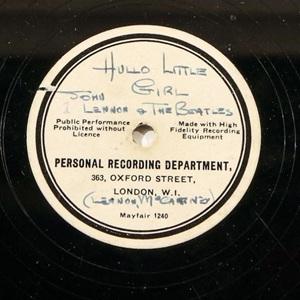 HULLO LITTLE
GIRL
JOHN
LENNON & THE BEATLES
Public Performance
Prohibited without
Licence
Made with High
Fidelity Recording
Equipment
PERSONAL RECORDING DEPARTMENT,
363, OXFORD STREET,
LONDON, W.I.
(LENNON, McCARTNEY)
Mayfair 1240